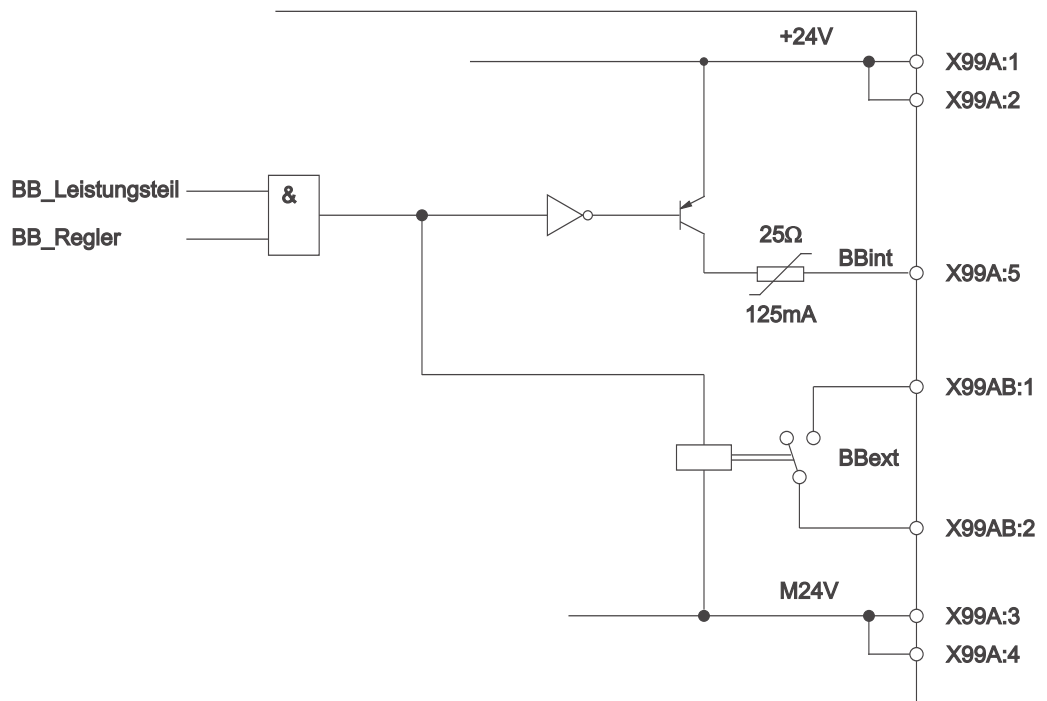 +24V
X99A:1
X99A:2
BB_Leistungsteil
&
BB_Regler
25Ω
BBint
X99A:5
125mA
X99AB:1
BBext
X99AB:2
M24V
X99A:3
X99A:4